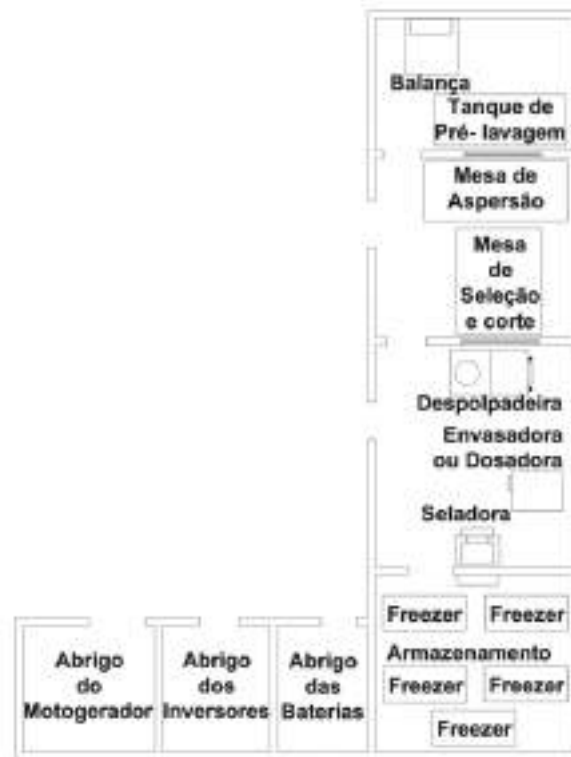 Balança
Tanque de
Pré- lavagem
Mesa de
Aspersão
Mesa
de
Seleção
e corte
Despolpadeira
Envasadora
ou Dosadora
Seladora
Freezer Freezer
Armazenamento
Freezer Freezer
Freezer
Abrigo
do
Motogerador
Abrigo
dos
Inversores
Abrigo
das
Baterias